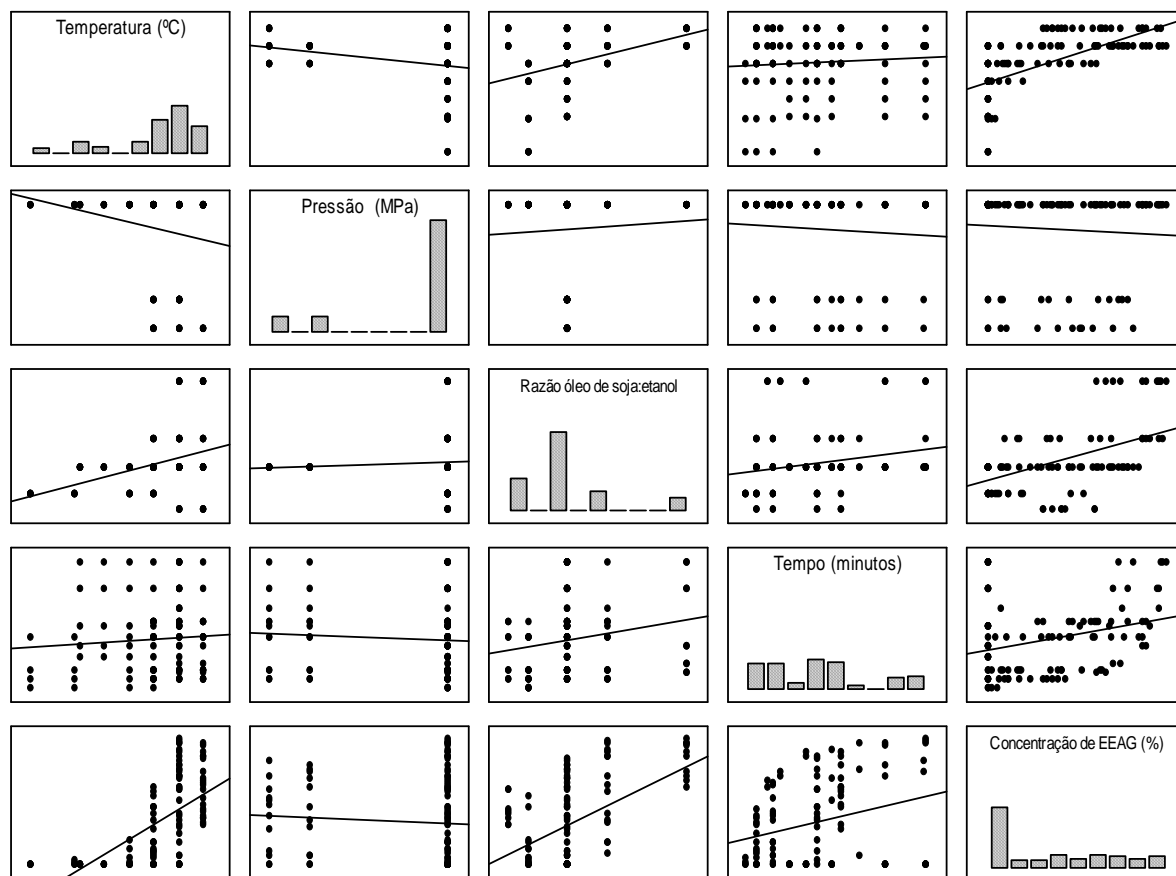 Temperatura (ºC)
Pressão (MPa)
Razão óleo de soja:etanol
Tempo (minutos)
Concentração de EEAG (%)